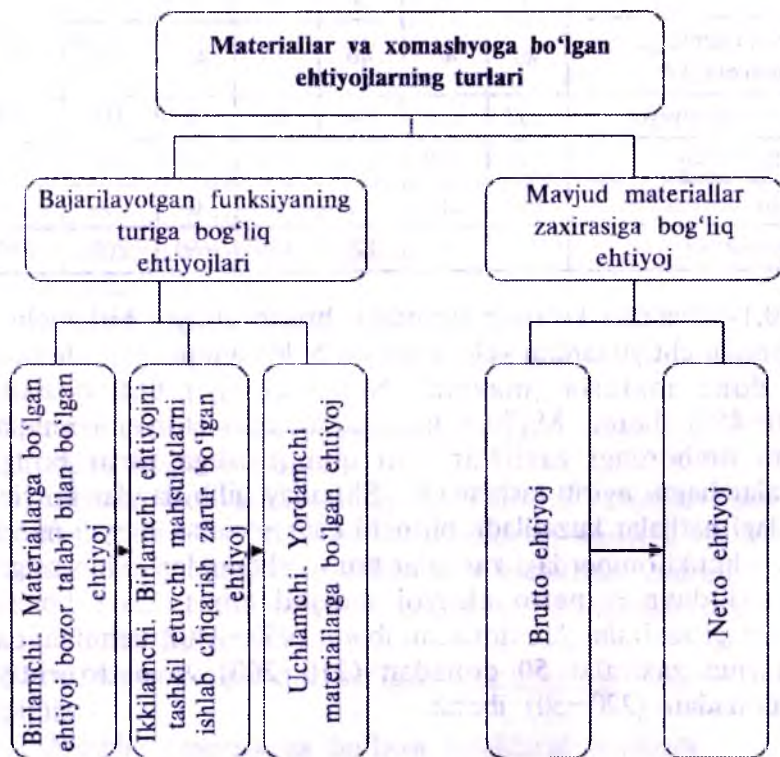 Materiallar va xomashyoga bo‘lgan
ehtiyojlarning turlari
Bajarilayotgan funksiyaning
turiga bog‘liq
ehtiyojlari
Mavjud materiallar
zaxirasiga bog‘liq
ehtiyoj
Birlamchi. Materiallarga bo‘lgan
ehtiyoj bozor talabi bilan bo‘lgan
ehtiyoj
Ikkilamchi. Birlamchi ehtiyojni
tashkil etuvchi mahsulotlarni
ishlab chiqarish zarur bo‘lgan
ehtiyoj
Uchlamchi. Yordamchi
materiallarga bo‘lgan ehtiyoj
Brutto-ehtiyoj
Netto-ehtiyoj